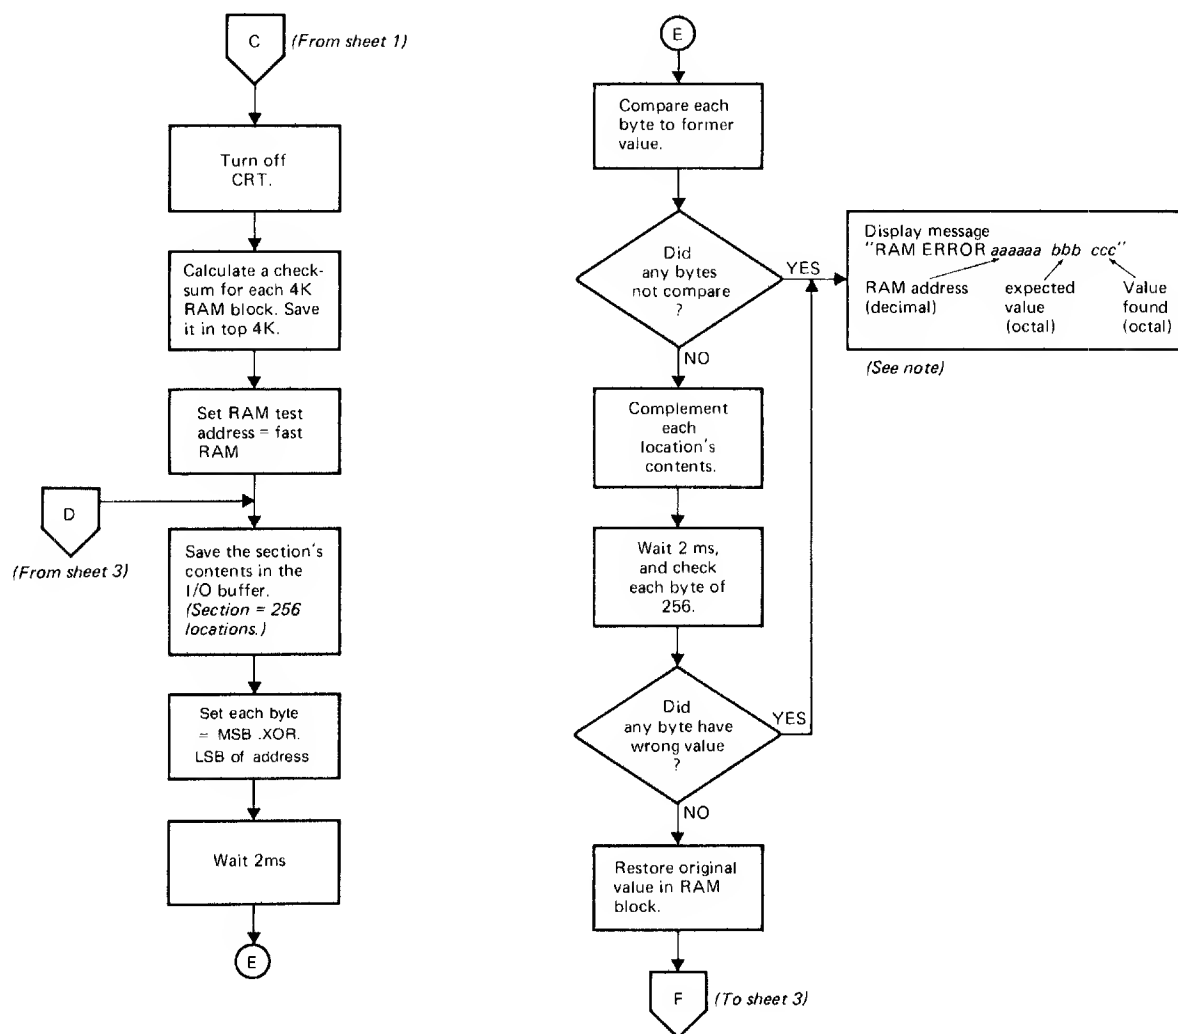 C
(From sheet 1)
Turn off
CRT.
Calculate a check-
sum for each 4K
RAM block. Save
it in top 4K.
Set RAM test
address = fast
RAM
D
(From sheet 3)
Save the section's
contents in the
I/O buffer.
(Section = 256
locations.)
Set each byte
= MSB .XOR.
LSB of address
Wait 2ms
E
E
Compare each
byte to former
value.
Did
any bytes
not compare
?
YES
NO
Display message
"RAM ERROR aaaaaa bbb ccc"
RAM address
(decimal)
expected
value
(octal)
Value
found
(octal)
(See note)
Complement
each
location's
contents.
Wait 2 ms,
and check
each byte of
256.
Did
any byte have
wrong value
?
YES
NO
Restore original
value in RAM
block.
F
(To sheet 3)